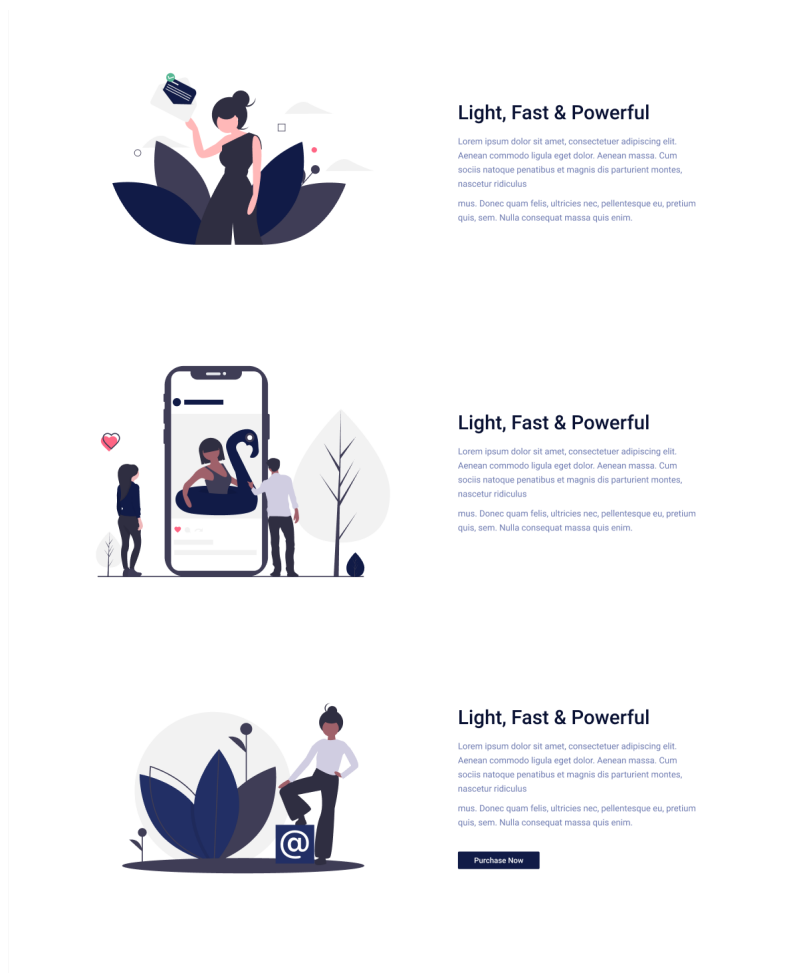 Light, Fast & Powerful
Lorem ipsum dolor sit amet, consectetuer adipiscing elit.
Aenean commodo ligula eget dolor. Aenean massa. Cum
sociis natoque penatibus et magnis dis parturient montes,
nascetur ridiculus
mus. Donec quam felis, ultricies nec, pellentesque eu, pretium
quis, sem. Nulla consequat massa quis enim.
Light, Fast & Powerful
Lorem ipsum dolor sit amet, consectetuer adipiscing elit.
Aenean commodo ligula eget dolor. Aenean massa. Cum
sociis natoque penatibus et magnis dis parturient montes,
nascetur ridiculus
mus. Donec quam felis, ultricies nec, pellentesque eu, pretium
quis, sem. Nulla consequat massa quis enim.
Light, Fast & Powerful
Lorem ipsum dolor sit amet, consectetuer adipiscing elit.
Aenean commodo ligula eget dolor. Aenean massa. Cum
sociis natoque penatibus et magnis dis parturient montes,
nascetur ridiculus
mus. Donec quam felis, ultricies nec, pellentesque eu, pretium
quis, sem. Nulla consequat massa quis enim.
@
Purchase Now